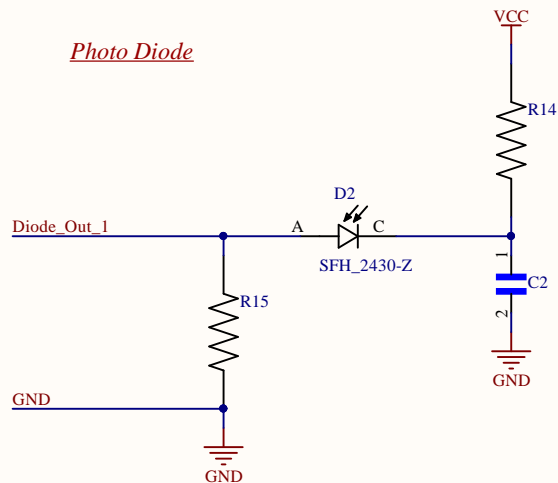 VCC
Photo Diode
R14
D2
Diode_Out_1
A
C
SFH_2430-Z
1
C2
2
R15
GND
GND
GND